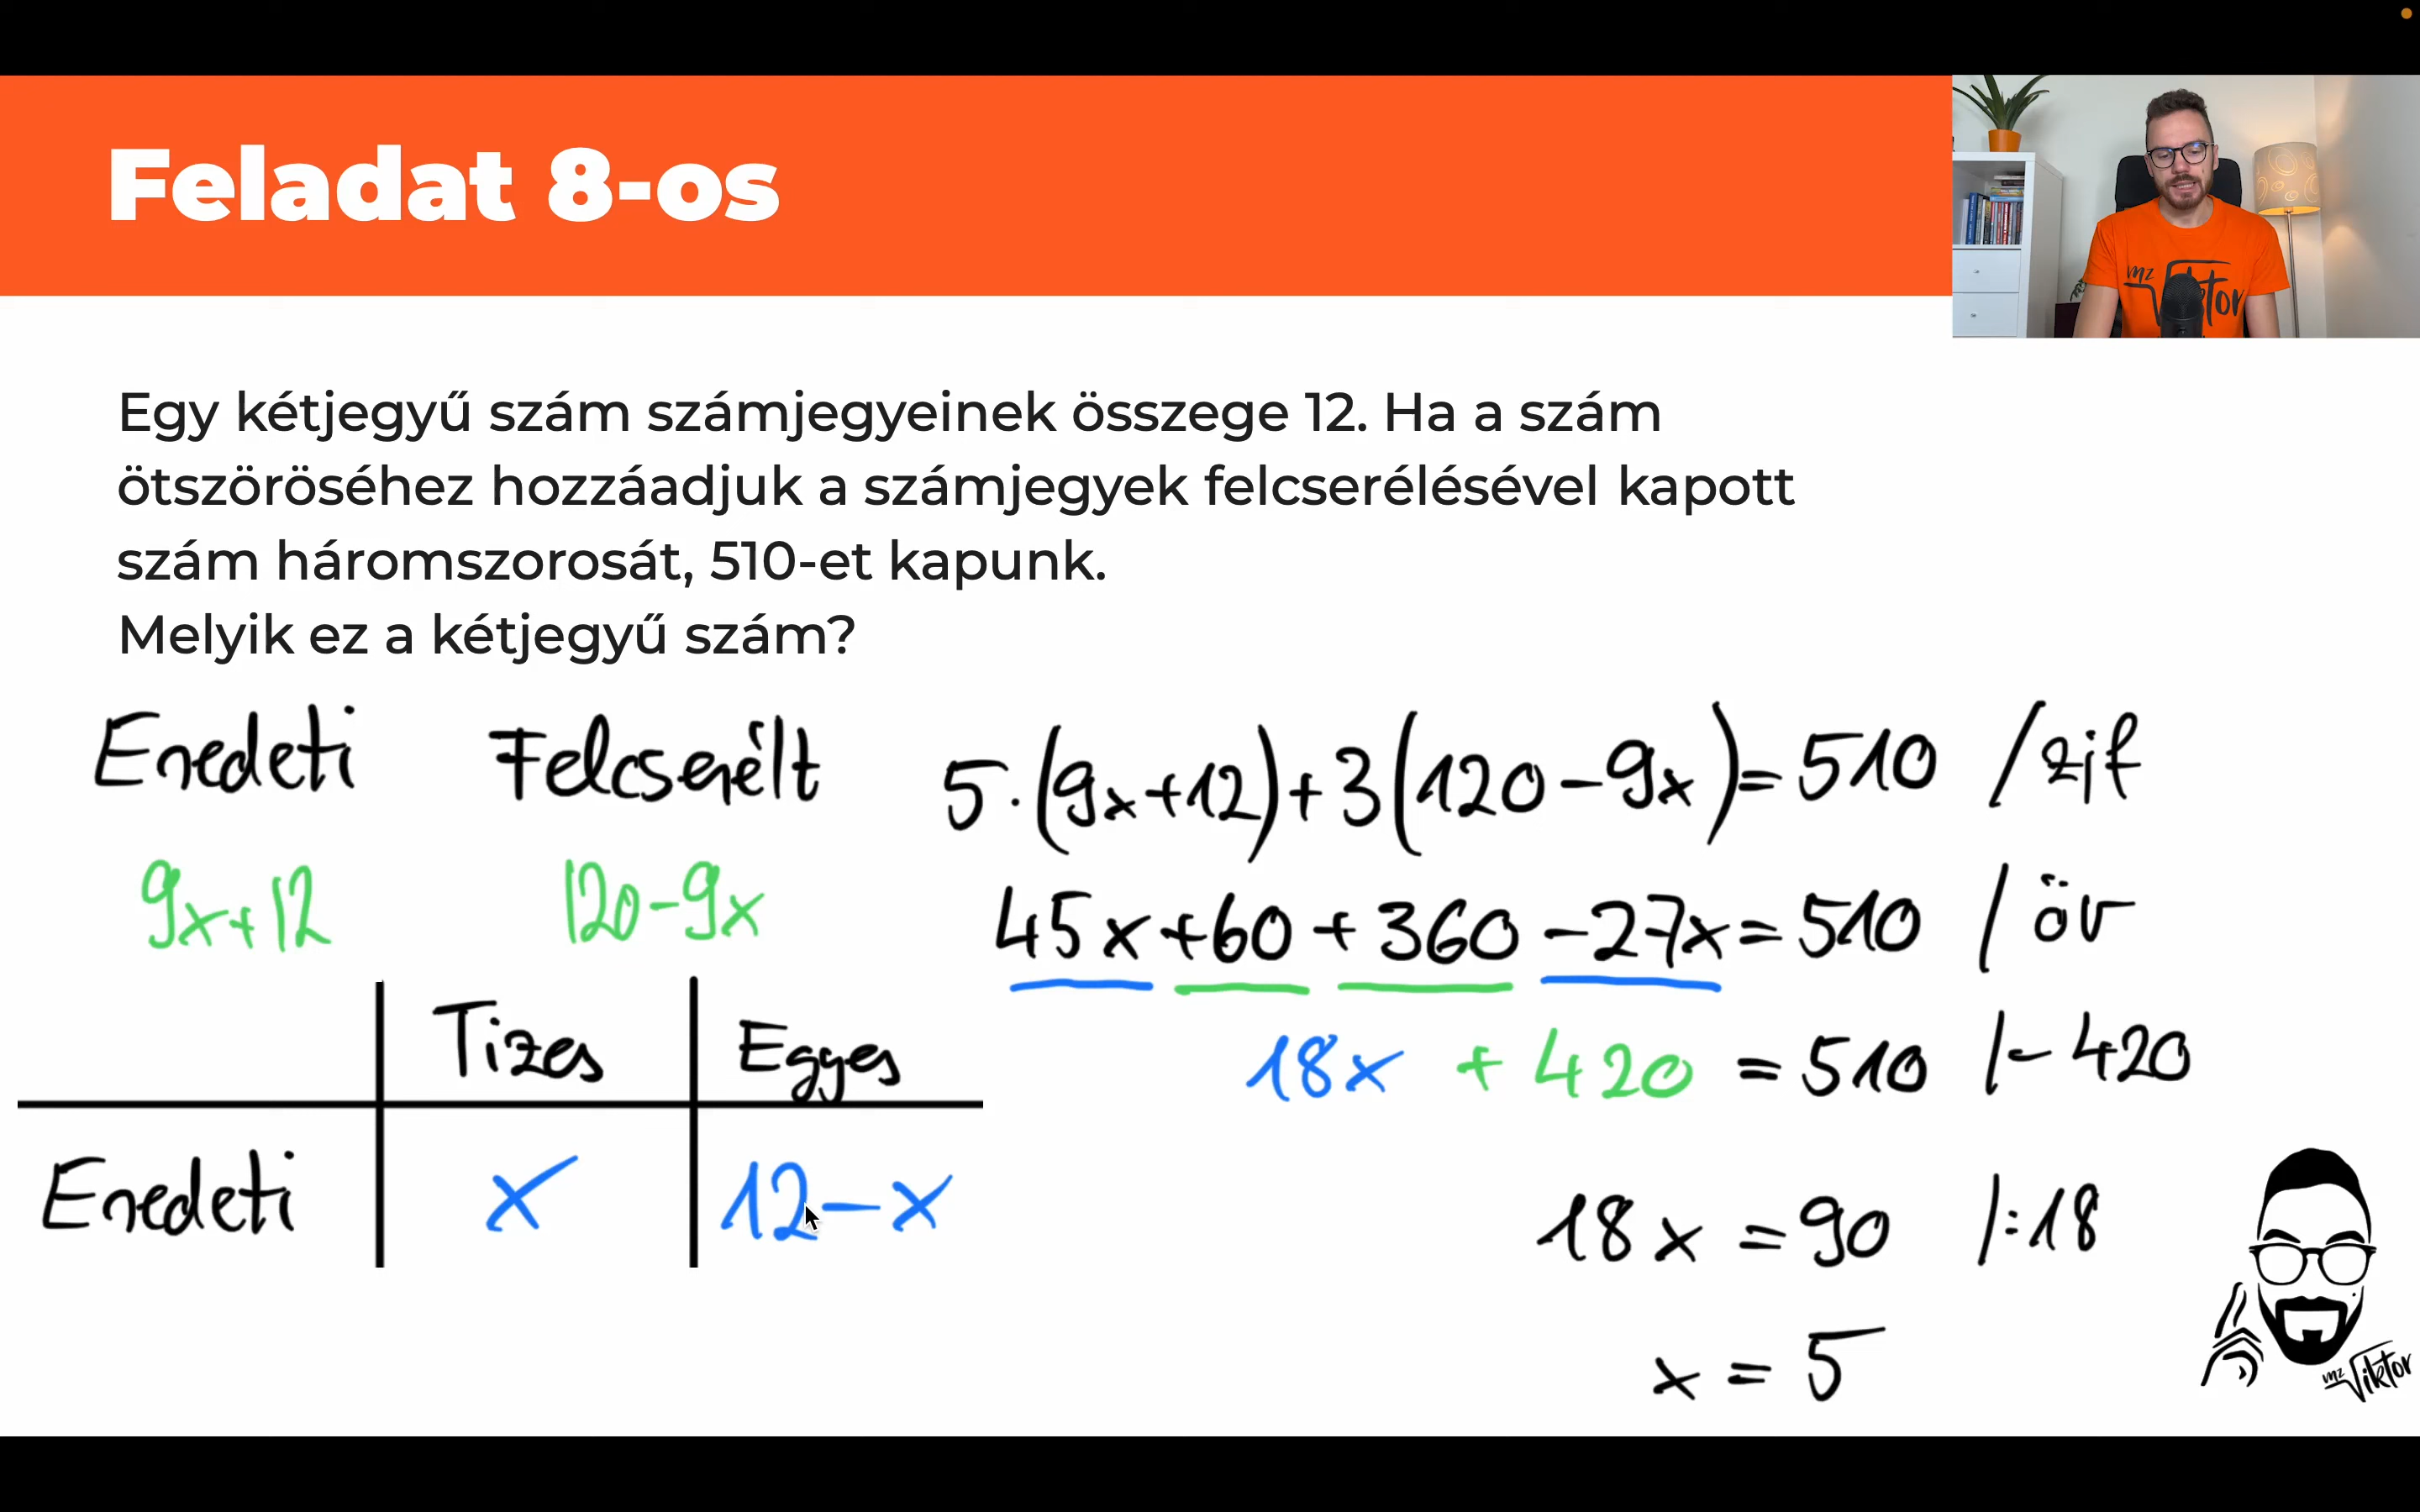 Feladat 8-os
mz Viktor
Egy kétjegyű szám számjegyeinek összege 12. Ha a szám
ötszöröséhez hozzáadjuk a számjegyek felcserélésével kapott
szám háromszorosát, 510-et kapunk.
Melyik ez a kétjegyű szám?
Eredeti Felcserélt
9x+12 120-9x
Tizes Egyes
Eredeti x 12-x
5·(9x+12)+3(120-9x)=510 /zjf
45x+60+360-27x=510 /öv
18x +420 =510 /-420
18x =90 /:18
x = 5
mz Viktor